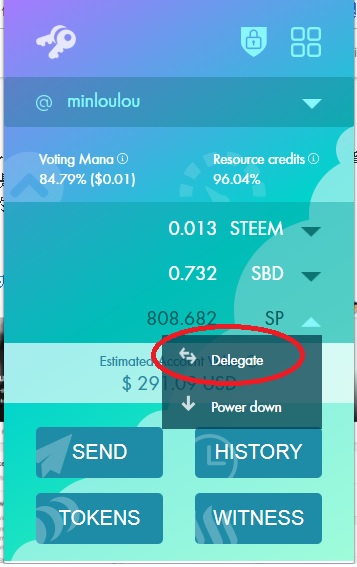 @ minloulou
Voting Mana Resource credits
84.79% ($0.01) 96.04%
0.013 STEEM
0.732 SBD
808.682 SP
Delegate
Estimated Account
$ 291.09 USD
Power down
SEND HISTORY
TOKENS WITNESS